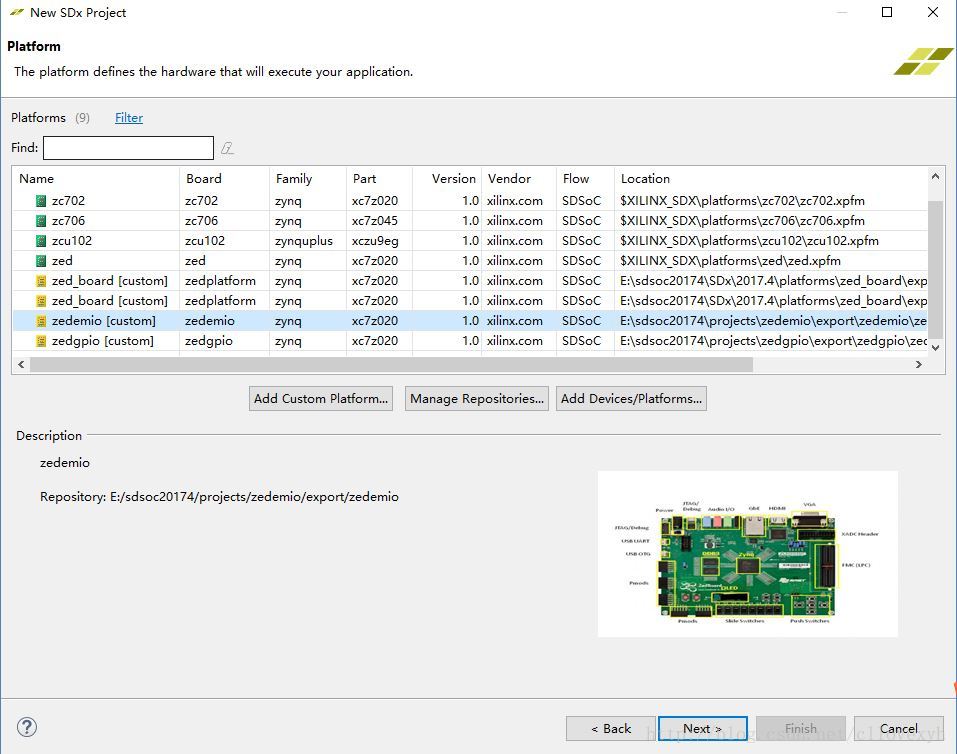 New SDx Project
Platform
The platform defines the hardware that will execute your application.
Platforms (9) Filter
Find:
Name Board Family Part Version Vendor Flow Location
zc702 zc702 zynq xc7z020 1.0 xilinx.com SDSoC $XILINX_SDX\platforms\zc702\zc702.xpfm
zc706 zc706 zynq xc7z045 1.0 xilinx.com SDSoC $XILINX_SDX\platforms\zc706\zc706.xpfm
zcu102 zcu102 zynquplus xczu9eg 1.0 xilinx.com SDSoC $XILINX_SDX\platforms\zcu102\zcu102.xpfm
zed zed zynq xc7z020 1.0 xilinx.com SDSoC $XILINX_SDX\platforms\zed\zed.xpfm
zed_board [custom] zedplatform zynq xc7z020 1.0 xilinx.com SDSoC E:\sdsoc20174\SDx\2017.4\platforms\zed_board\exp
zed_board [custom] zedplatform zynq xc7z020 1.0 xilinx.com SDSoC E:\sdsoc20174\SDx\2017.4\platforms\zed_board\exp
zedemio [custom] zedemio zynq xc7z020 1.0 xilinx.com SDSoC E:\sdsoc20174\projects\zedemio\export\zedemio\ze
zedgpio [custom] zedgpio zynq xc7z020 1.0 xilinx.com SDSoC E:\sdsoc20174\projects\zedgpio\export\zedgpio\zec
Add Custom Platform... Manage Repositories... Add Devices/Platforms...
Description
zedemio
Repository: E:/sdsoc20174/projects/zedemio/export/zedemio
Power JTAG/ Debug Audio I/O GbE HDMI VGA
JTAG/Debug
USB UART
USB OTG
Pmods
XADC Header
FMC (LPC)
DDR3
Zynq
ZedBoard
OLED
Pmods Slide Switches Push Switches
? < Back Next > Finish Cancel